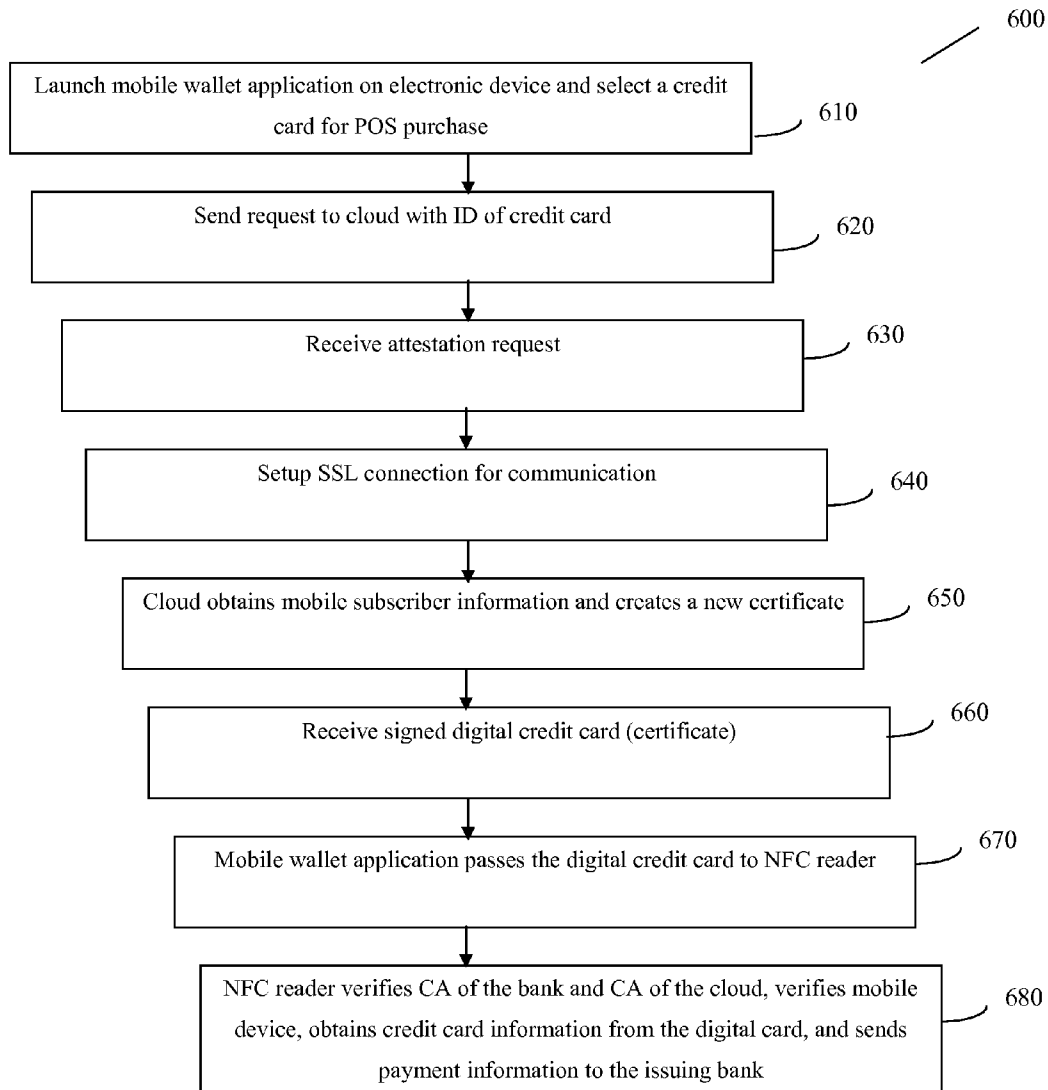 600
Launch mobile wallet application on electronic device and select a credit
card for POS purchase
610
Send request to cloud with ID of credit card
620
Receive attestation request
630
Setup SSL connection for communication
640
Cloud obtains mobile subscriber information and creates a new certificate
650
Receive signed digital credit card (certificate)
660
Mobile wallet application passes the digital credit card to NFC reader
670
NFC reader verifies CA of the bank and CA of the cloud, verifies mobile
device, obtains credit card information from the digital card, and sends
payment information to the issuing bank
680